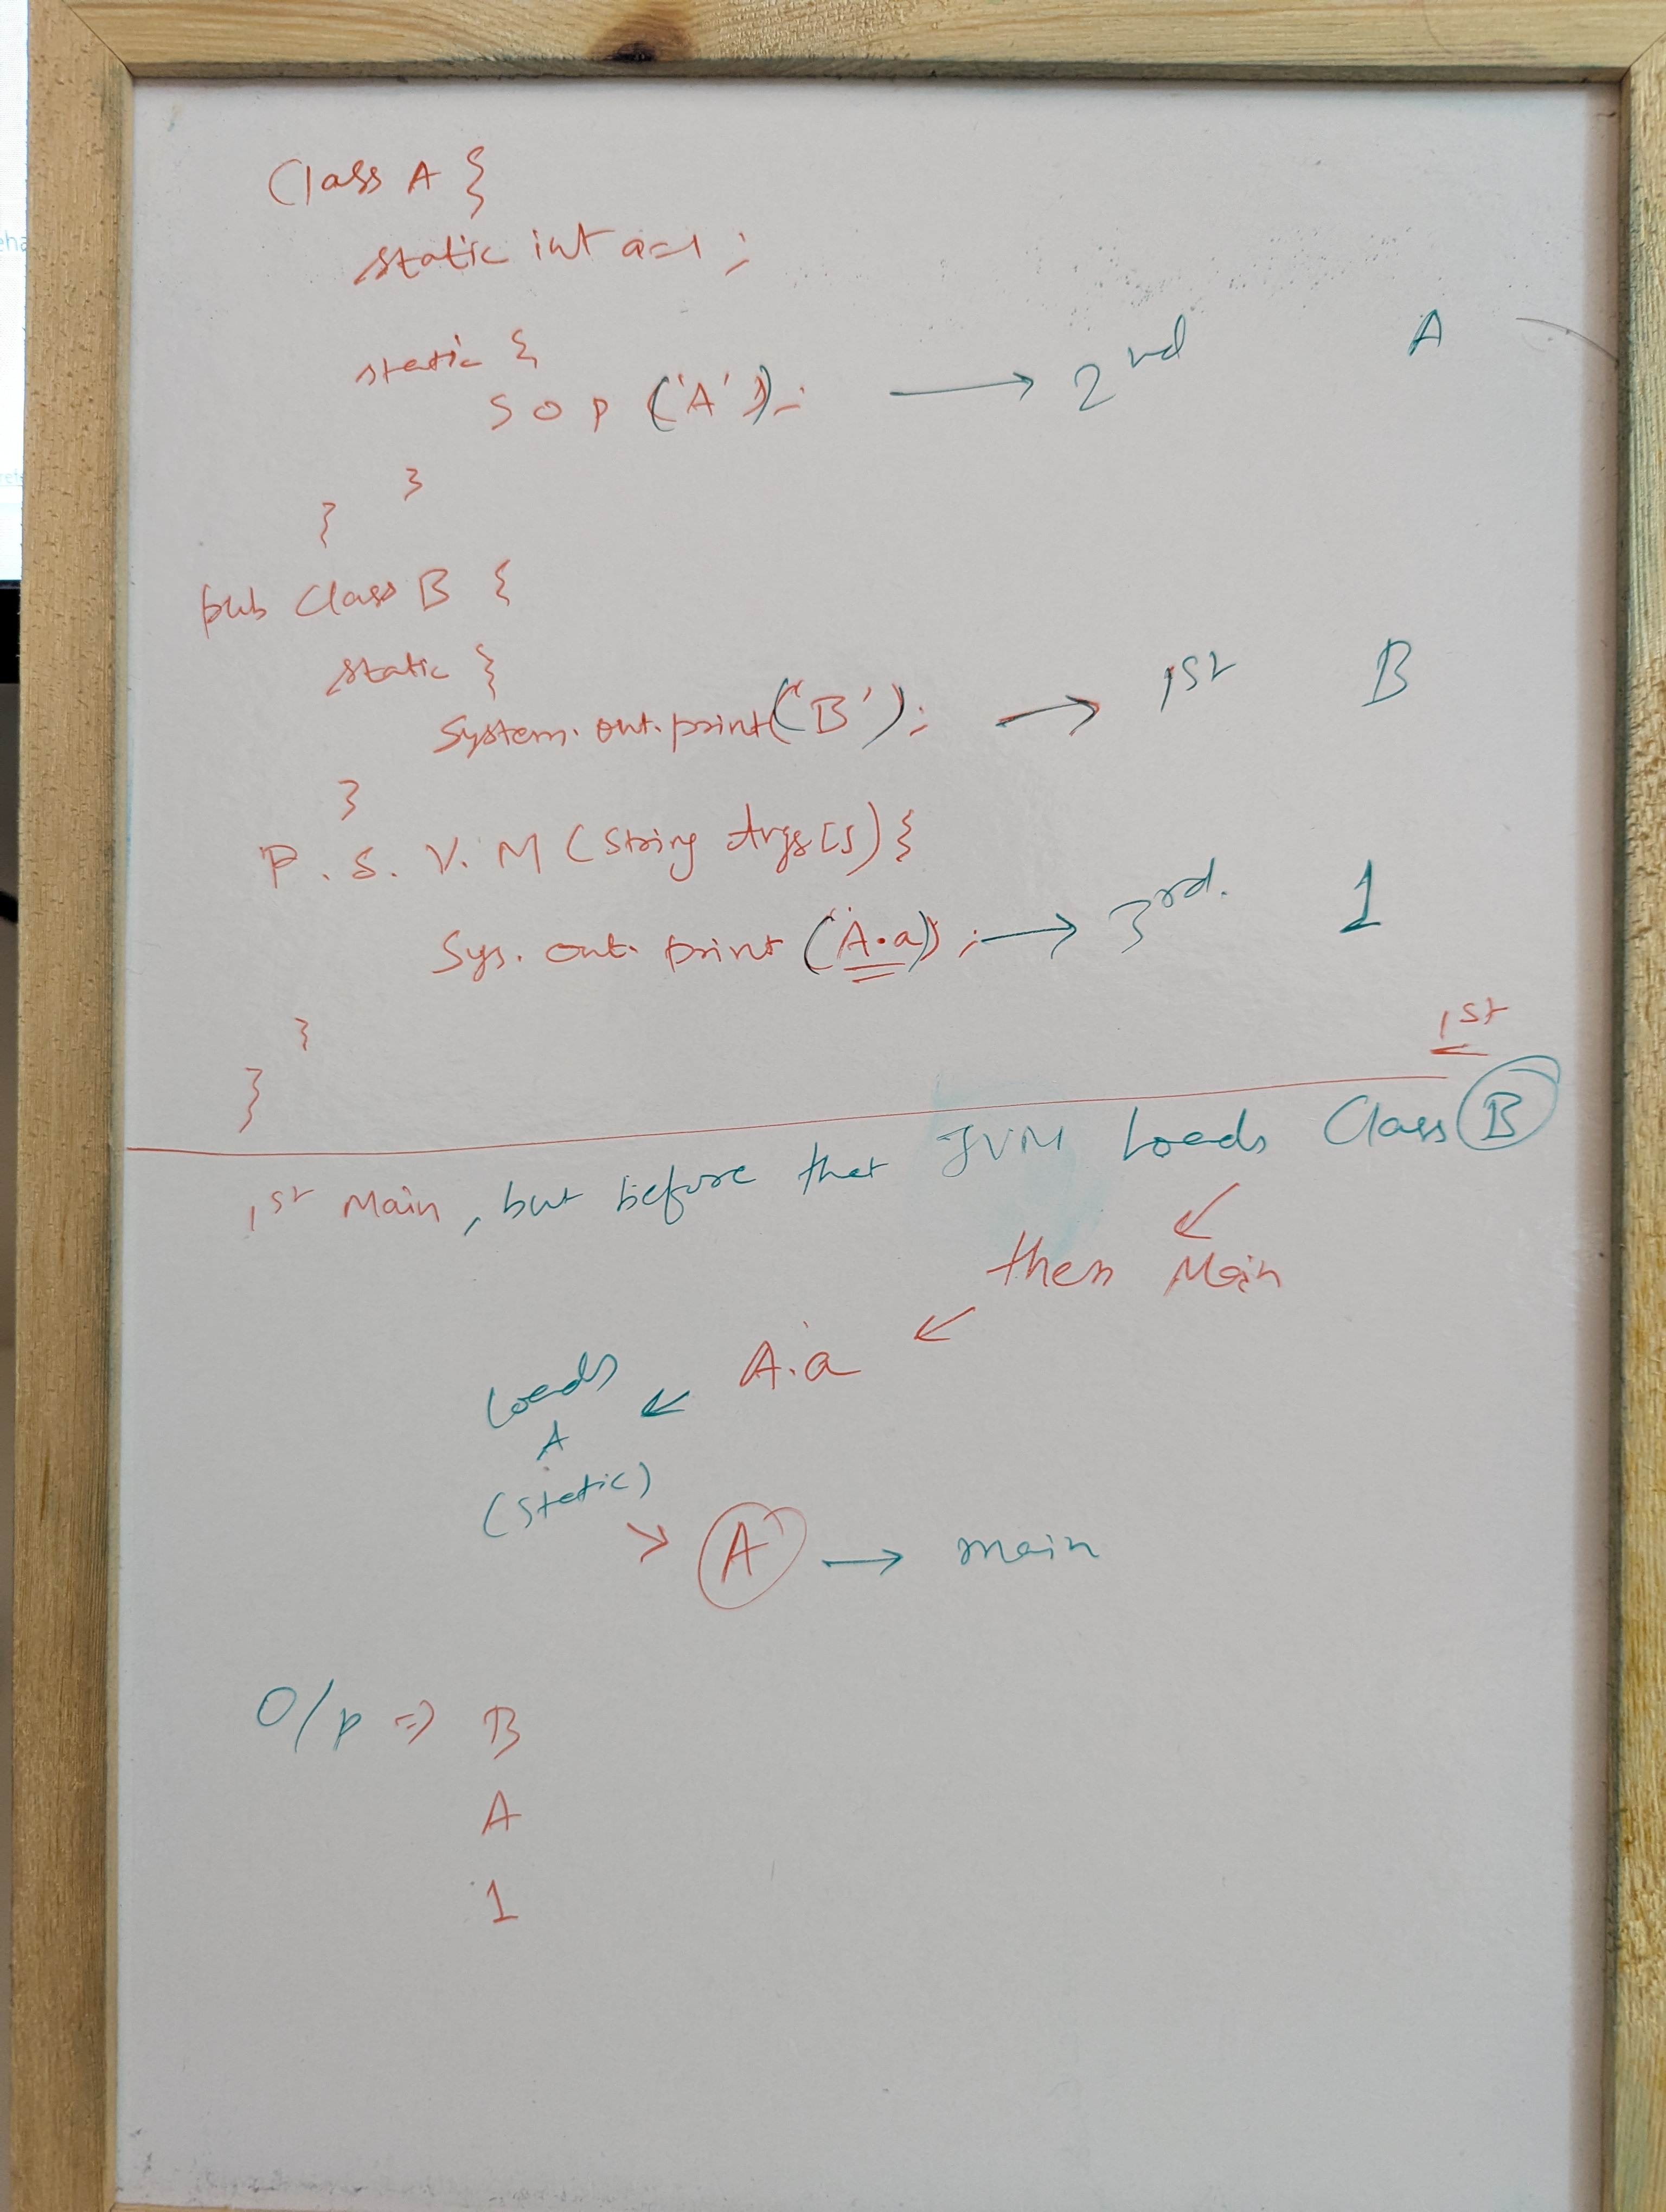 Class A {
static int a=1;
static {
S O P ('A'); → 2nd A
}
}
pub Class B {
static {
System.out.print('B'); → 1st B
}
P. S. V. M (String Args[]) {
Sys. out. print (A.a); → 3rd. 1
}
}
1st
1st Main, but before that JVM Loads Class B
then Main
A.a
Loads
A
(static)
A → main
O/p => B
A
1